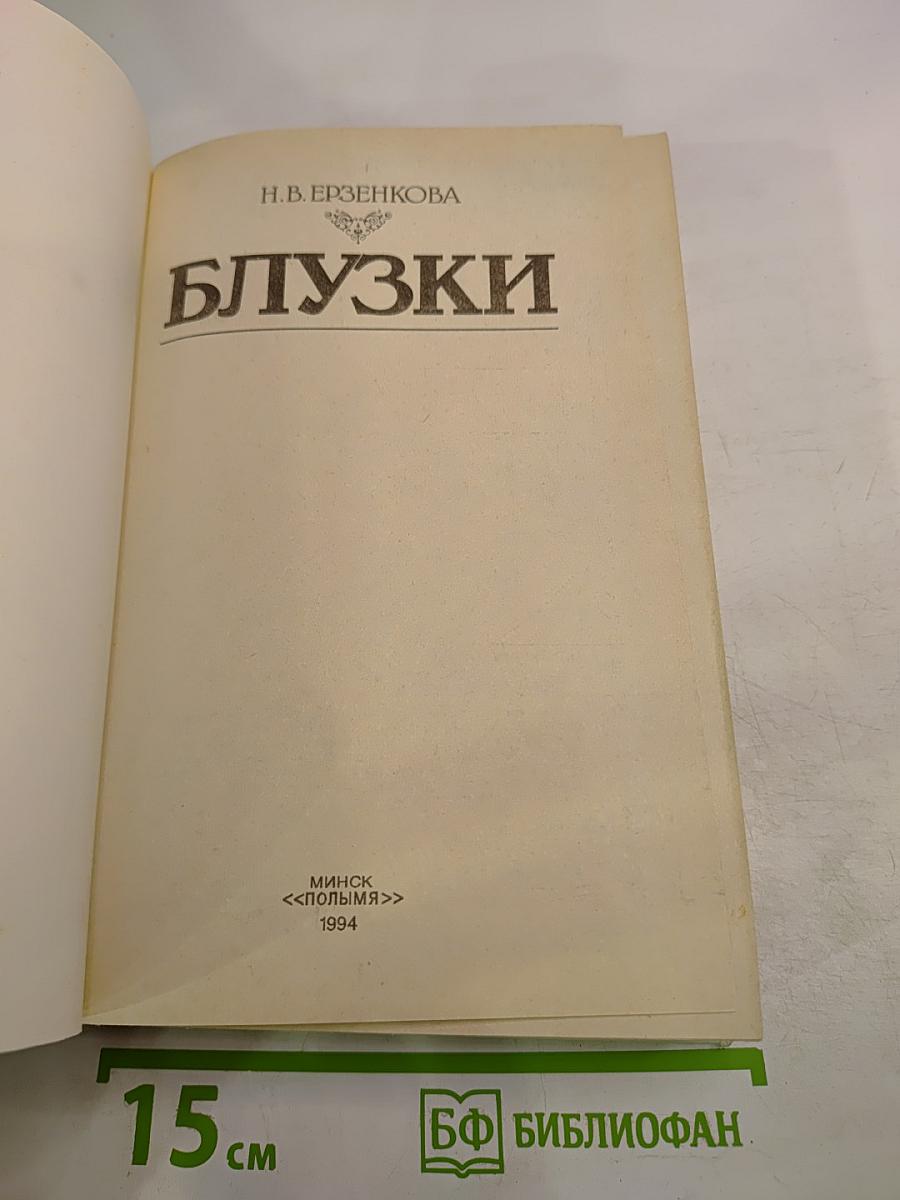 Н. В. ЕРЗЕНКОВА
БЛУЗКИ
МИНСК
<<ПОЛЫМЯ>>
1994
15 см
БФ БИБЛИОФАН